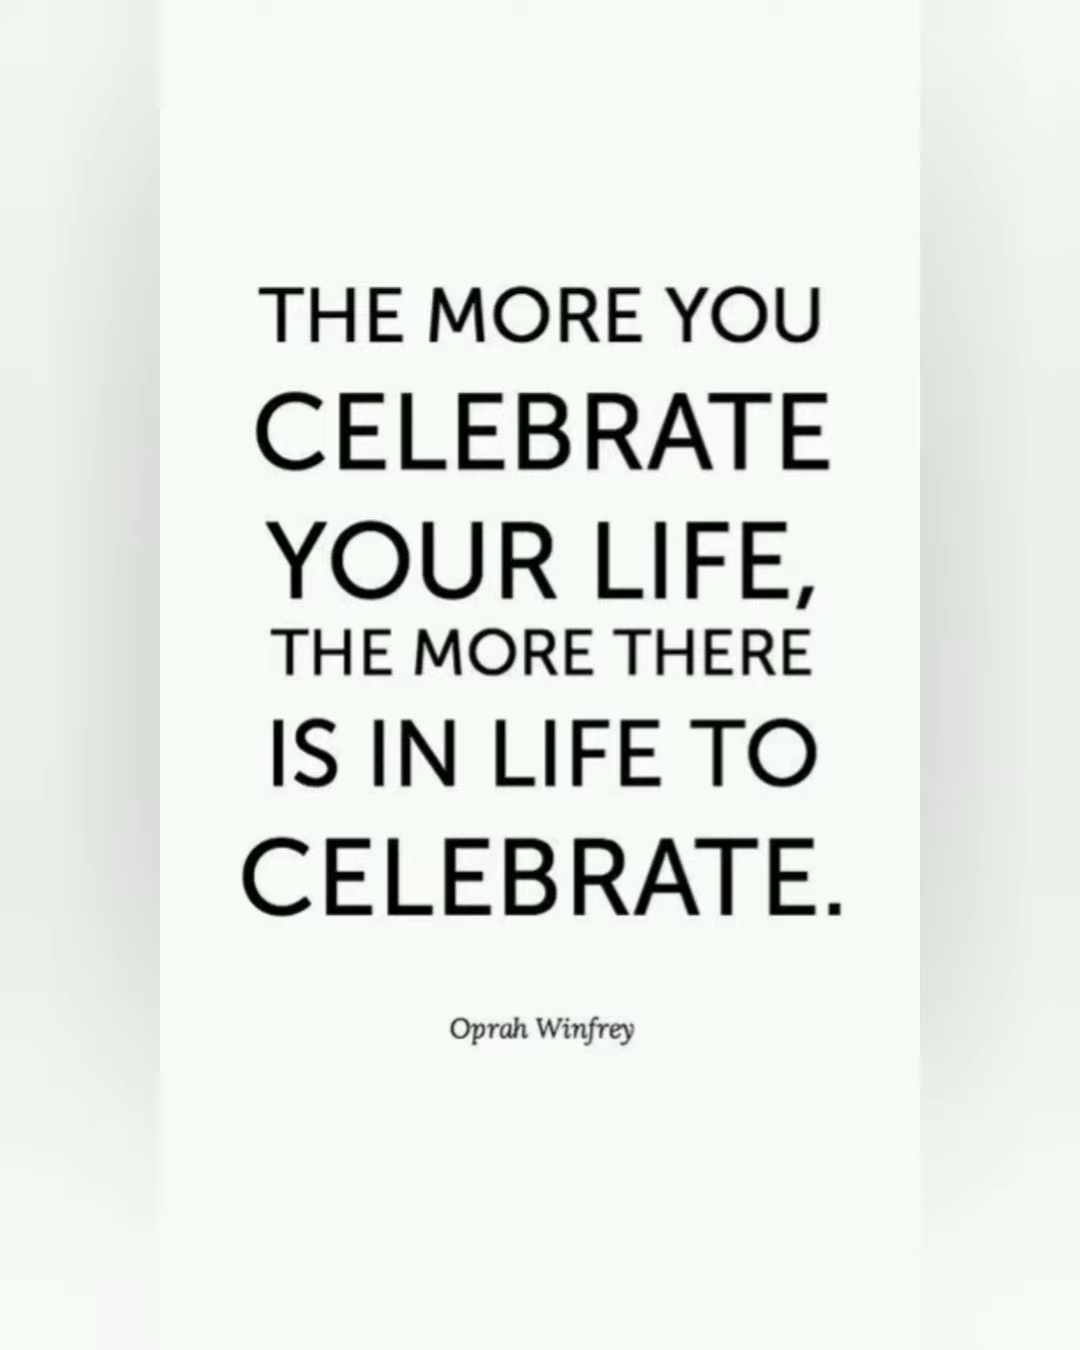 THE MORE YOU
CELEBRATE
YOUR LIFE,
THE MORE THERE
IS IN LIFE TO
CELEBRATE.
Oprah Winfrey